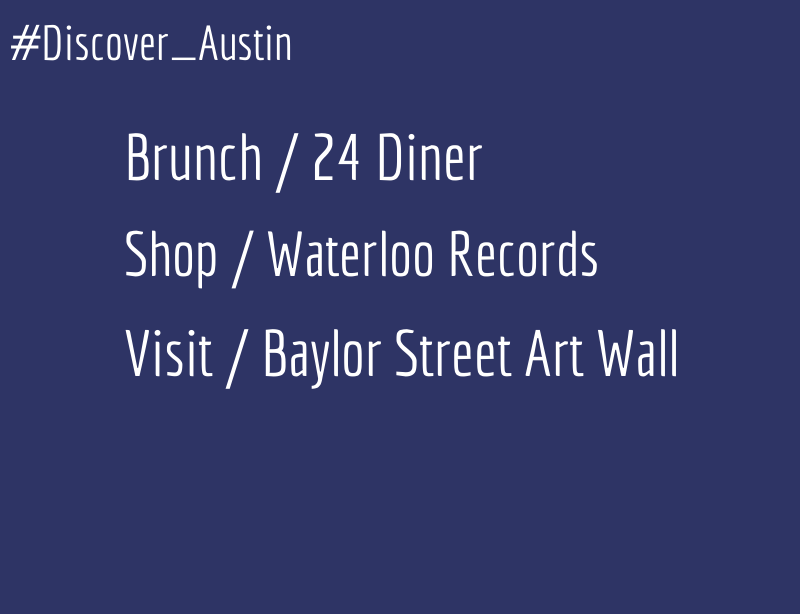 #Discover_Austin
Brunch / 24 Diner
Shop / Waterloo Records
Visit / Baylor Street Art Wall